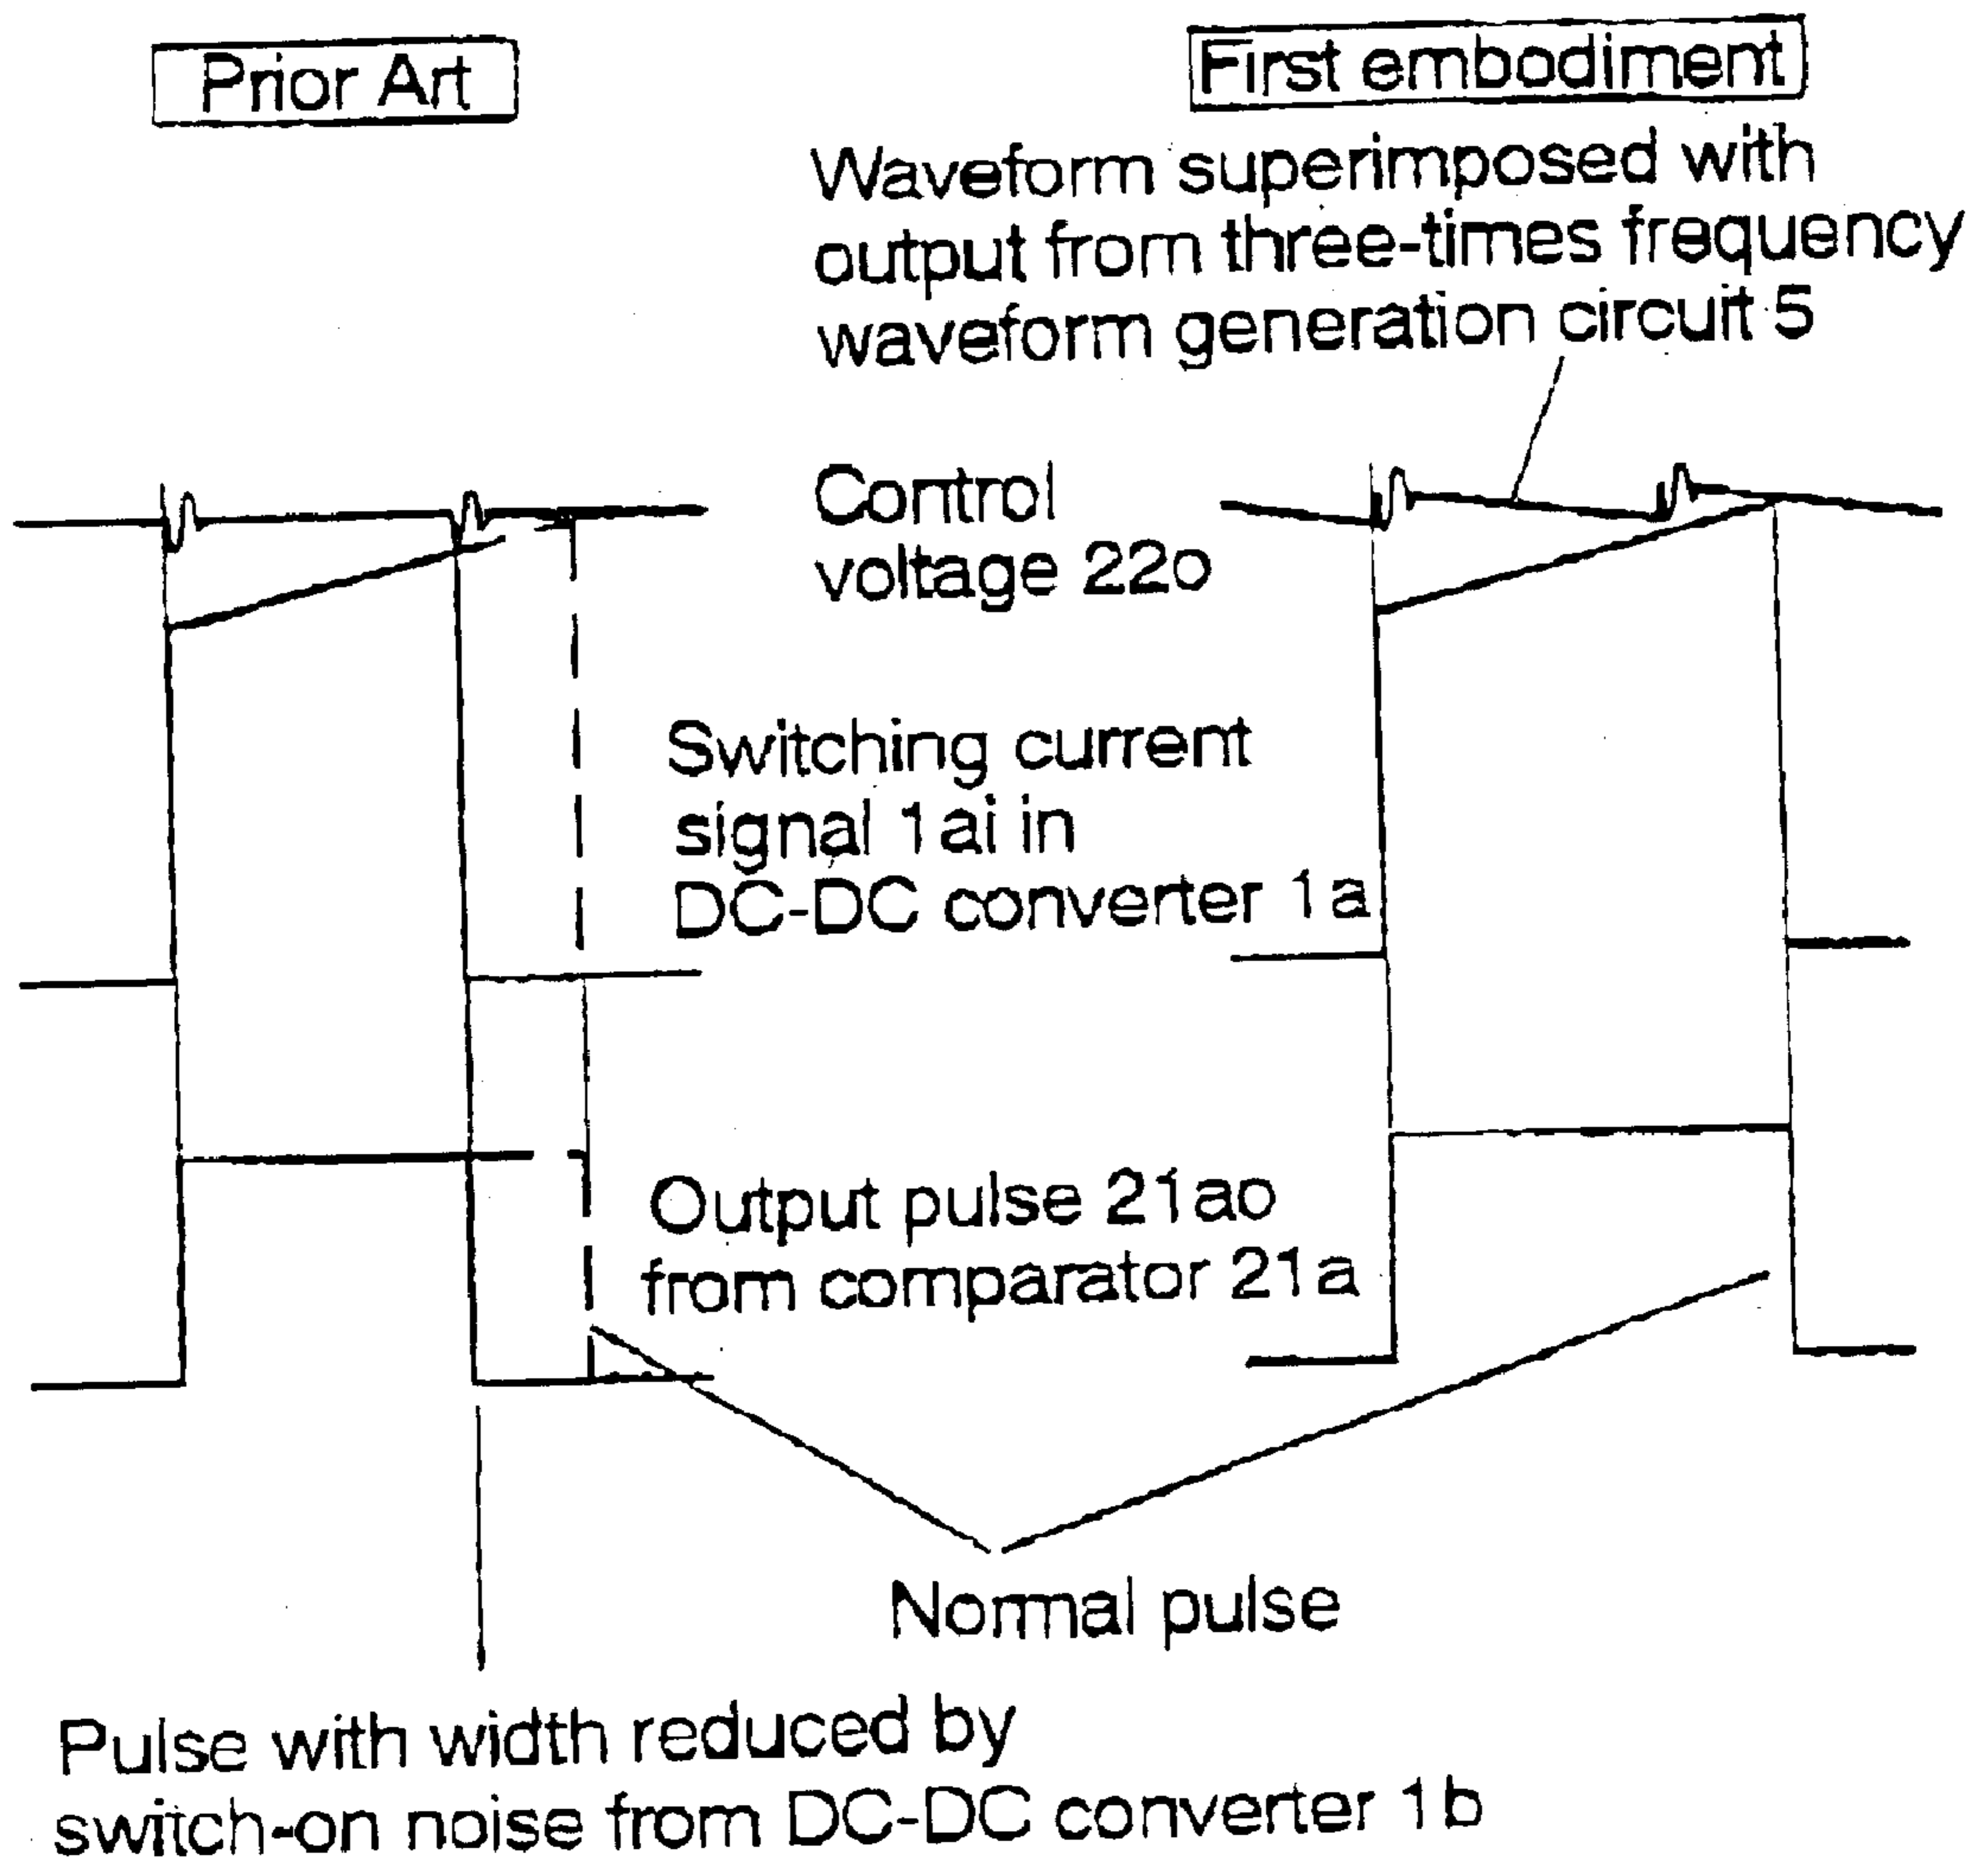 Prior Art
First embodiment
Waveform superimposed with
output from three-times frequency
waveform generation circuit 5
Control
voltage 22o
Switching current
signal 1ai in
DC-DC converter 1a
Output pulse 21ao
from comparator 21a
Normal pulse
Pulse with width reduced by
switch-on noise from DC-DC converter 1b